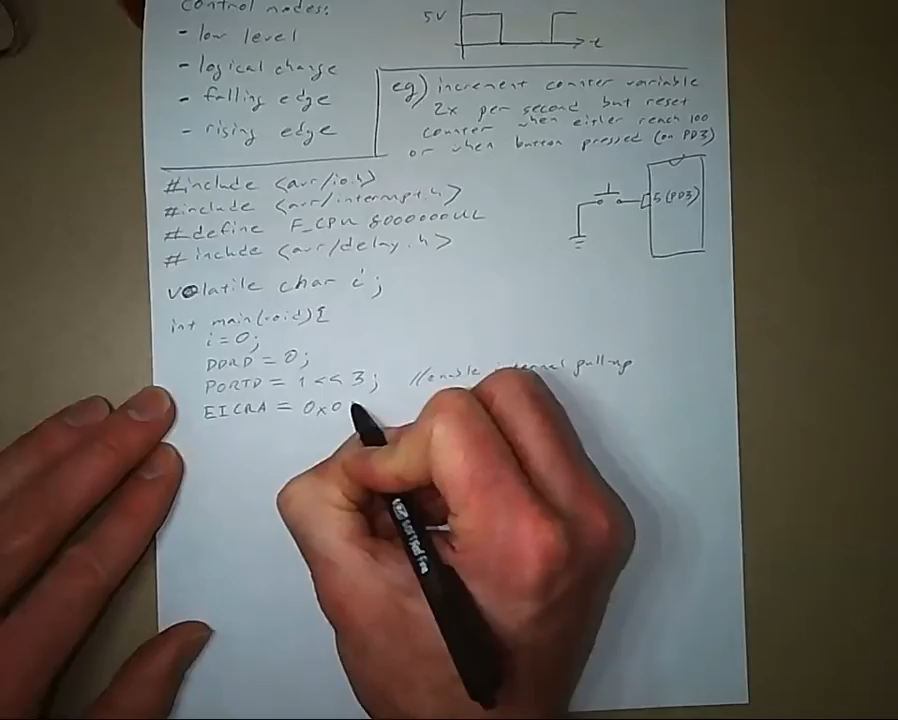 control modes:
- low level
- logical change
- falling edge
- rising edge
5V
t
eg) increment counter variable
2x per second but reset
counter when either reach 100
or when button pressed (on PD3)
#include <avr/io.h>
#include <avr/interrupt.h>
#define F_CPU 8000000UL
#include <avr/delay.h>
5 (PD3)
volatile char i;
int main(void){
i=0;
DDRD = 0;
PORTD = 1 << 3; //enable internal pull-up
EICRA = 0x0